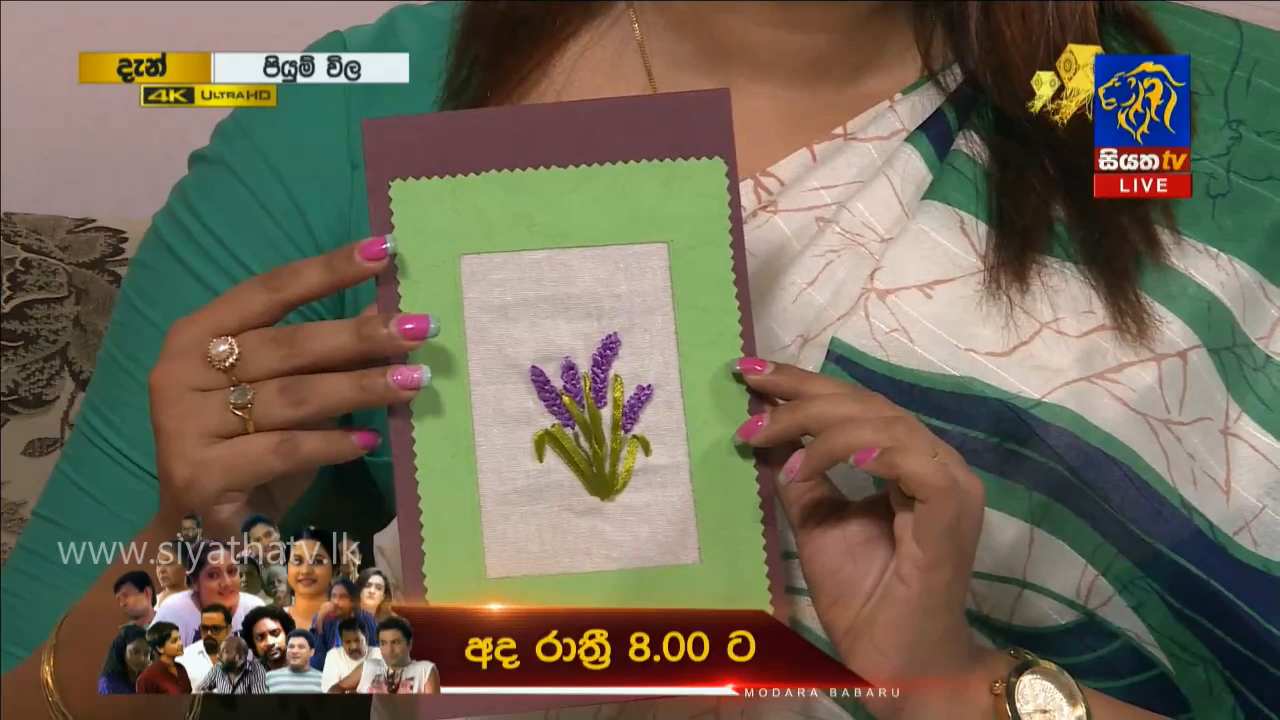 දැන් පියුම් විල
4K ULTRA HD
සියත tv
LIVE
www.siyathatv.lk
අද රාත්‍රී 8.00 ට
MODARA BABARU